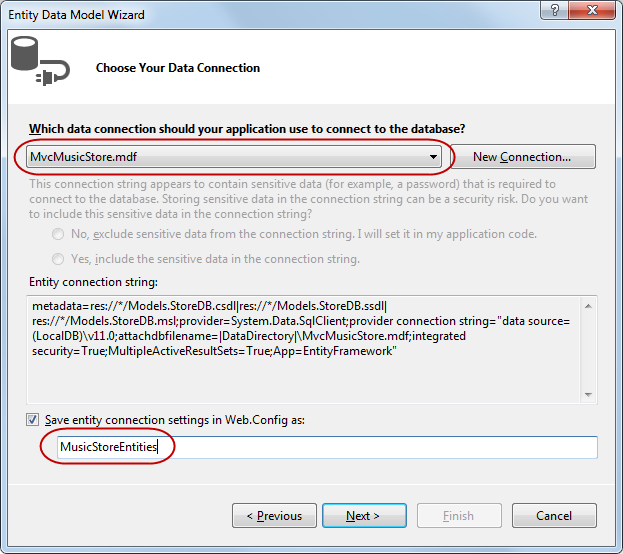 Entity Data Model Wizard
?
Choose Your Data Connection
Which data connection should your application use to connect to the database?
MvcMusicStore.mdf
New Connection...
This connection string appears to contain sensitive data (for example, a password) that is required to
connect to the database. Storing sensitive data in the connection string can be a security risk. Do you want
to include this sensitive data in the connection string?
No, exclude sensitive data from the connection string. I will set it in my application code.
Yes, include the sensitive data in the connection string.
Entity connection string:
metadata=res://*/Models.StoreDB.csdl|res://*/Models.StoreDB.ssdl|
res://*/Models.StoreDB.msl;provider=System.Data.SqlClient;provider connection string="data source=
(LocalDB)\v11.0;attachdbfilename=|DataDirectory|\MvcMusicStore.mdf;integrated
security=True;MultipleActiveResultSets=True;App=EntityFramework"
Save entity connection settings in Web.Config as:
MusicStoreEntities
< Previous
Next >
Finish
Cancel